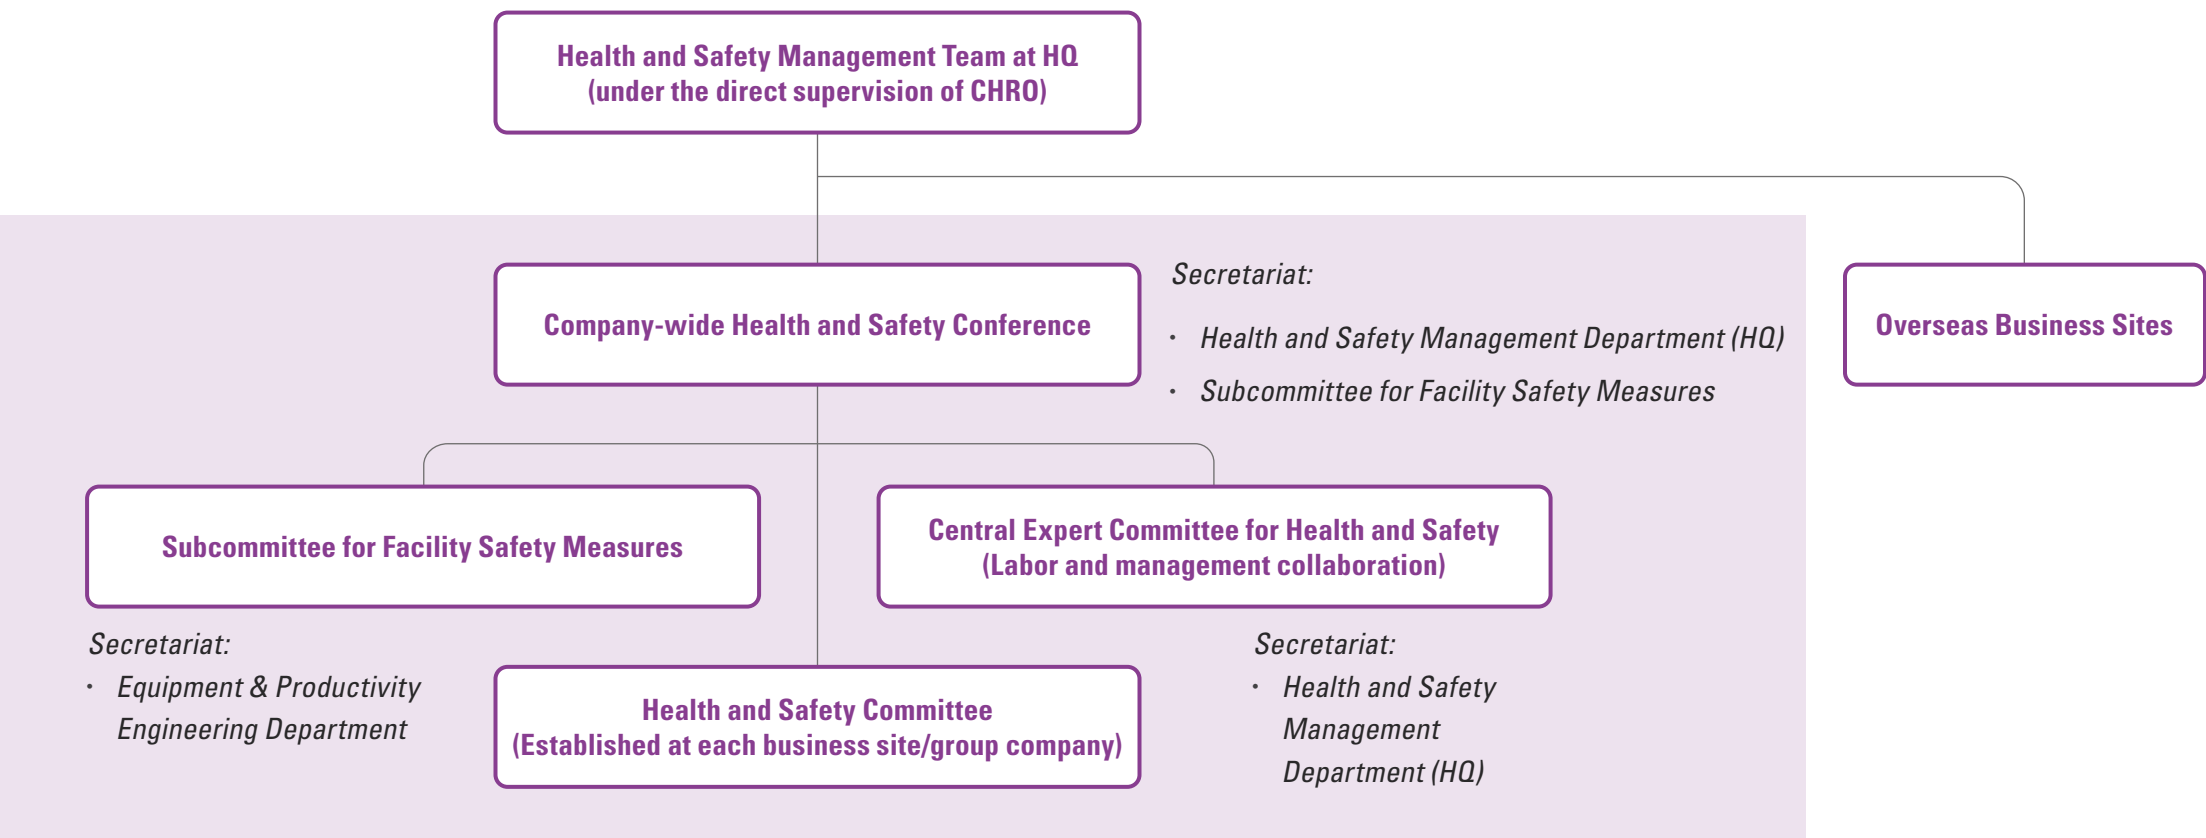 Health and Safety Management Team at HQ
(under the direct supervision of CHRO)
Company-wide Health and Safety Conference
Secretariat:
・ Health and Safety Management Department (HQ)
・ Subcommittee for Facility Safety Measures
Overseas Business Sites
Subcommittee for Facility Safety Measures
Secretariat:
・ Equipment & Productivity
Engineering Department
Central Expert Committee for Health and Safety
(Labor and management collaboration)
Secretariat:
・ Health and Safety
Management
Department (HQ)
Health and Safety Committee
(Established at each business site/group company)